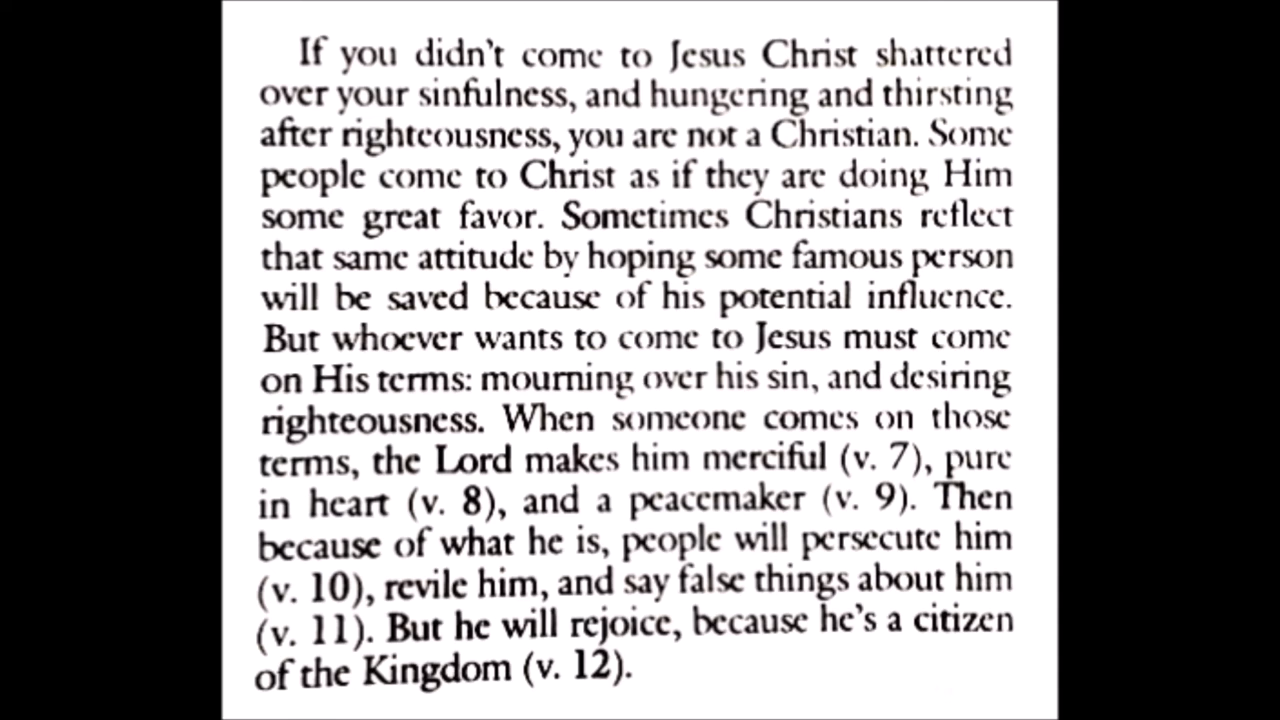 If you didn't come to Jesus Christ shattered
over your sinfulness, and hungering and thirsting
after righteousness, you are not a Christian. Some
people come to Christ as if they are doing Him
some great favor. Sometimes Christians reflect
that same attitude by hoping some famous person
will be saved because of his potential influence.
But whoever wants to come to Jesus must come
on His terms: mourning over his sin, and desiring
righteousness. When someone comes on those
terms, the Lord makes him merciful (v. 7), pure
in heart (v. 8), and a peacemaker (v. 9). Then
because of what he is, people will persecute him
(v. 10), revile him, and say false things about him
(v. 11). But he will rejoice, because he's a citizen
of the Kingdom (v. 12).